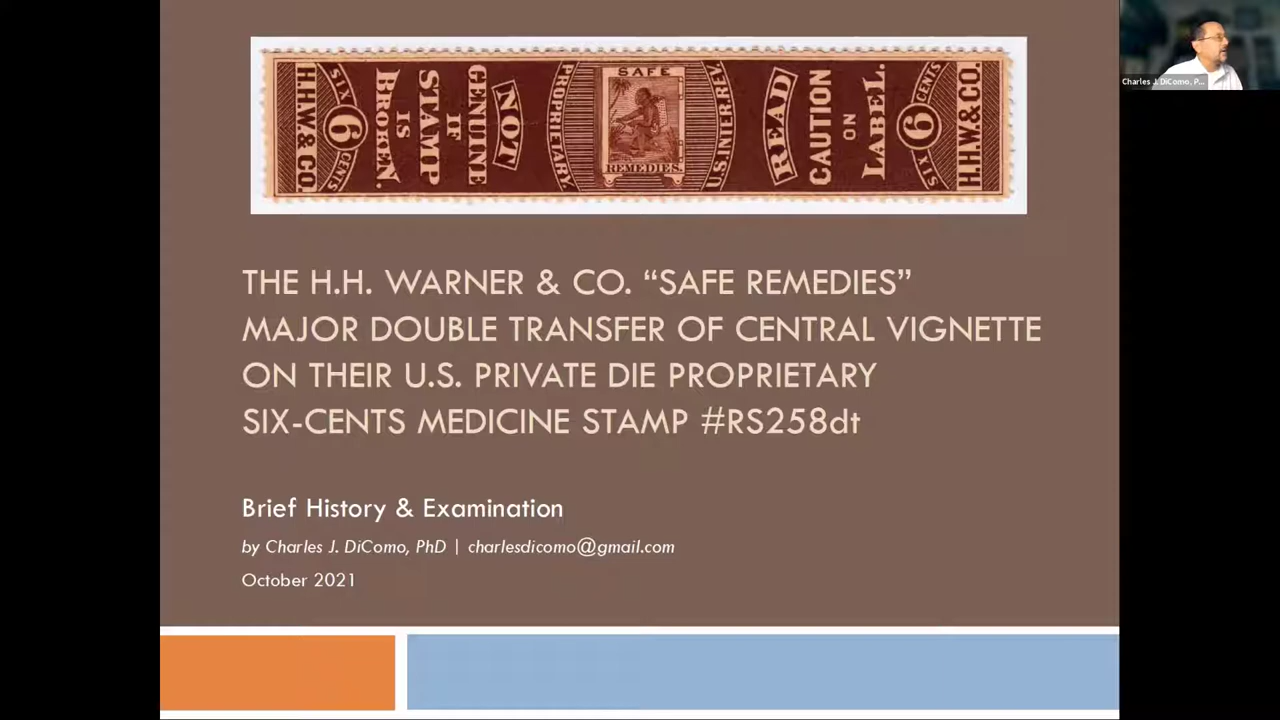 H.H.W. & CO.
SIX
6
CENTS
BROKEN.
IS
STAMP
IF
GENUINE
NOT
PROPRIETARY.
SAFE
REMEDIES.
U.S. INTER. REV.
READ
CAUTION
ON
LABEL.
CENTS
6
SIX
H.H.W. & CO.
Charles J. DiComo, P...
THE H.H. WARNER & CO. “SAFE REMEDIES”
MAJOR DOUBLE TRANSFER OF CENTRAL VIGNETTE
ON THEIR U.S. PRIVATE DIE PROPRIETARY
SIX-CENTS MEDICINE STAMP #RS258dt
Brief History & Examination
by Charles J. DiComo, PhD | charlesdicomo@gmail.com
October 2021